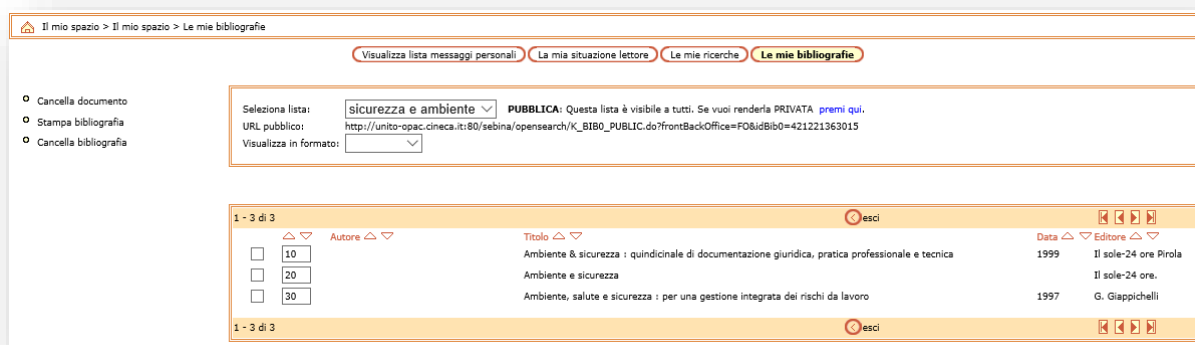 Il mio spazio > Il mio spazio > Le mie bibliografie
Visualizza lista messaggi personali La mia situazione lettore Le mie ricerche Le mie bibliografie
Cancella documento
Stampa bibliografia
Cancella bibliografia
Seleziona lista: sicurezza e ambiente PUBBLICA: Questa lista è visibile a tutti. Se vuoi renderla PRIVATA premi qui.
URL pubblico: http://unito-opac.cineca.it:80/sebina/opensearch/K_BIB0_PUBLIC.do?frontBackOffice=FO&idBib0=421221363015
Visualizza in formato:
1 - 3 di 3 esci
Autore Titolo Data Editore
10 Ambiente & sicurezza : quindicinale di documentazione giuridica, pratica professionale e tecnica 1999 Il sole-24 ore Pirola
20 Ambiente e sicurezza Il sole-24 ore.
30 Ambiente, salute e sicurezza : per una gestione integrata dei rischi da lavoro 1997 G. Giappichelli
1 - 3 di 3 esci